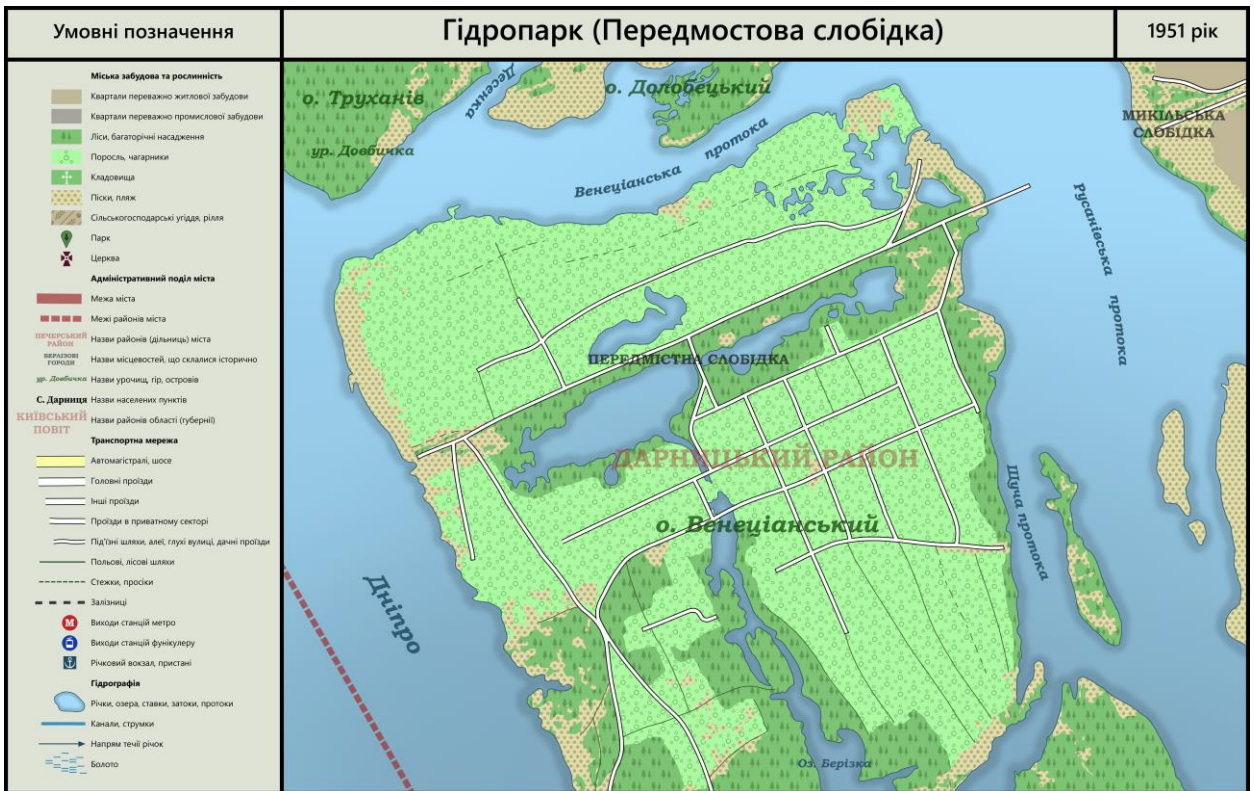 Умовні позначення
Гідропарк (Передмостова слобідка)
1951 рік
Міська забудова та рослинність
Квартали переважно житлової забудови
Квартали переважно промислової забудови
Ліси, багаторічні насадження
Поросль, чагарники
Кладовища
Піски, пляж
Сільськогосподарські угіддя, рілля
Парк
Церква
Адміністративний поділ міста
Межа міста
Межі районів міста
ПЕЧЕРСЬКИЙ
РАЙОН
Назви районів (дільниць) міста
БЕРЕЗОВІ
ГОРОДИ
Назви місцевостей, що склалися історично
ур. Довбичка
Назви урочищ, гір, островів
С. Дарниця
Назви населених пунктів
КИЇВСЬКИЙ
ПОВІТ
Назви районів області (губернії)
Транспортна мережа
Автомагістралі, шосе
Головні проїзди
Інші проїзди
Проїзди в приватному секторі
Під'їзні шляхи, алеї, глухі вулиці, дачні проїзди
Польові, лісові шляхи
Стежки, просіки
Залізниці
М
Виходи станцій метро
Виходи станцій фунікулеру
Річковий вокзал, пристані
Гідрографія
Річки, озера, ставки, затоки, протоки
Канали, струмки
Напрям течії річок
Болото
о. Труханів
Десенка
о. Долобецький
МИКІЛЬСЬКА
СЛОБІДКА
ур. Довбичка
Венеціанська протока
Русанівська протока
ПЕРЕДМІСТНА СЛОБІДКА
ДАРНИЦЬКИЙ РАЙОН
Щуча протока
о. Венеціанський
Дніпро
Оз. Берізка